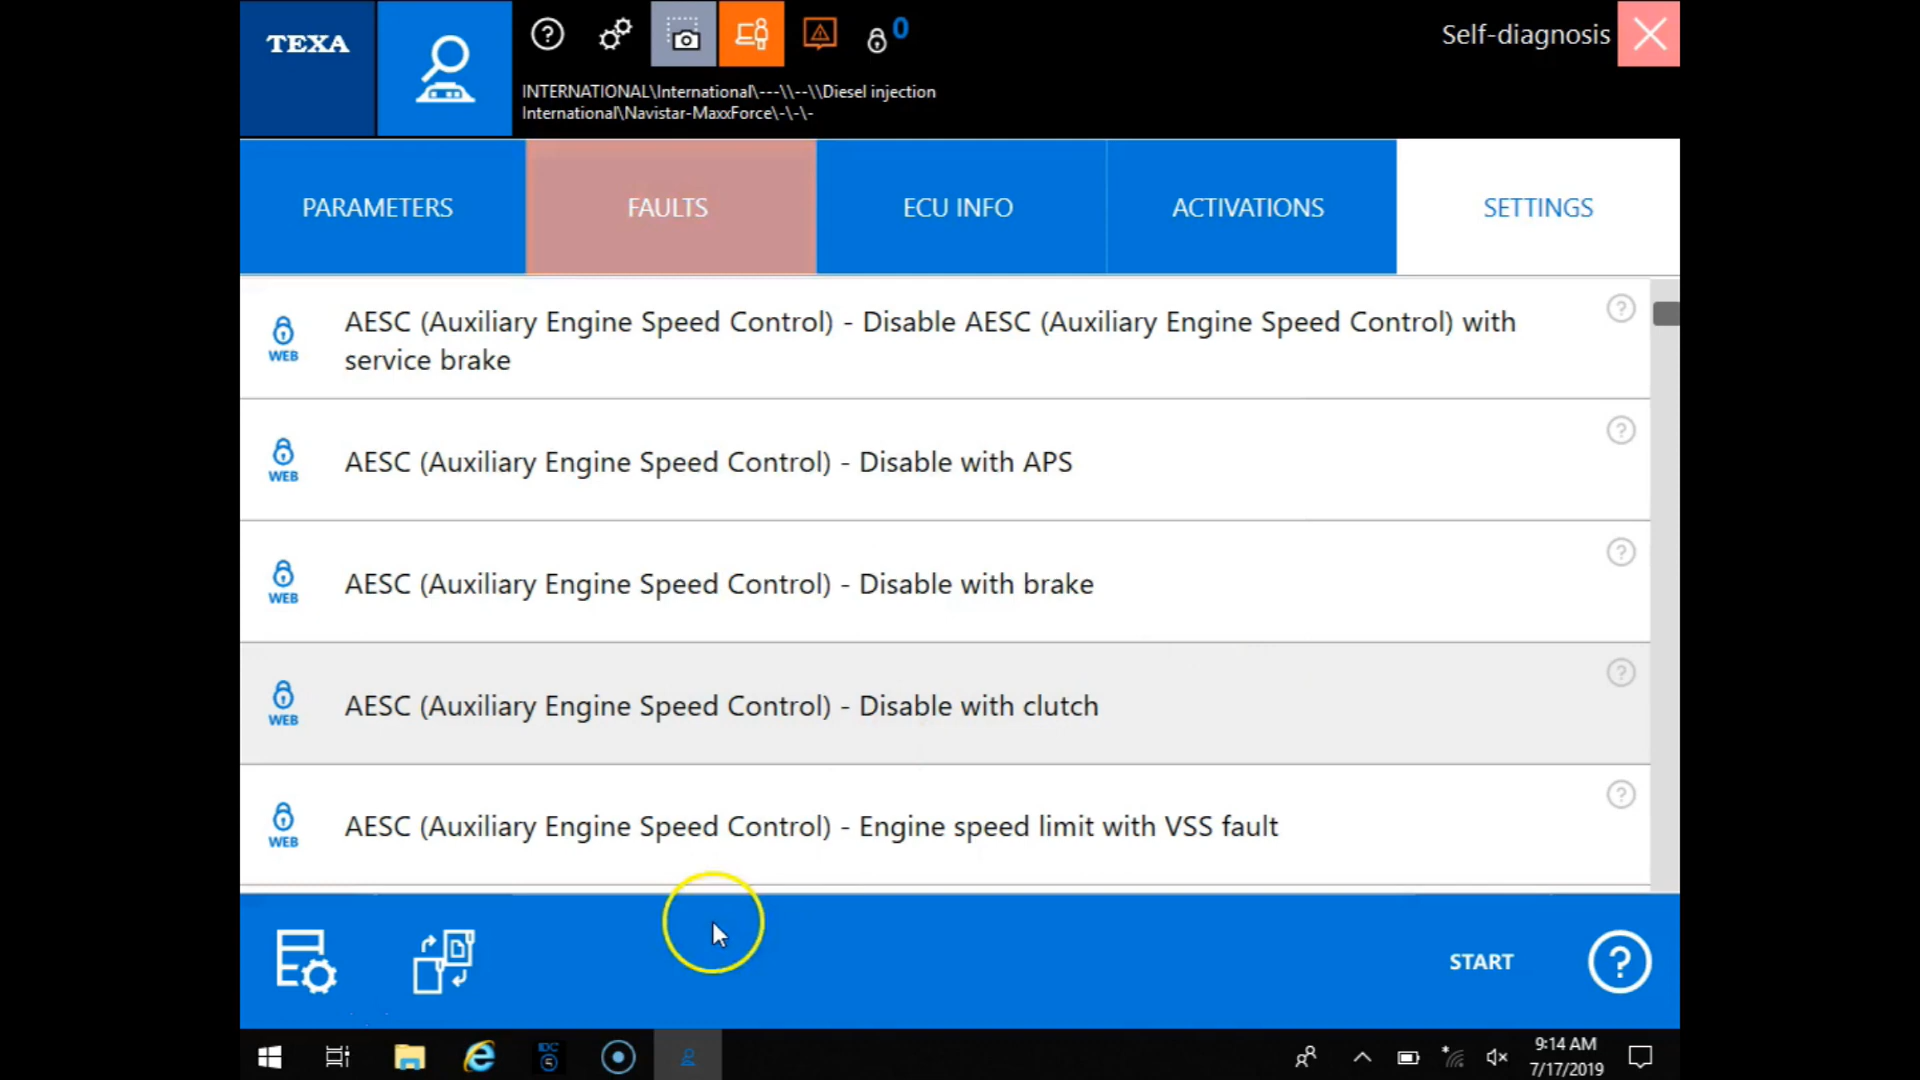 TEXA
0
Self-diagnosis
INTERNATIONAL\International\---\\--\\Diesel injection
International\Navistar-MaxxForce\-\-\-
PARAMETERS
FAULTS
ECU INFO
ACTIVATIONS
SETTINGS
WEB
AESC (Auxiliary Engine Speed Control) - Disable AESC (Auxiliary Engine Speed Control) with
service brake
?
WEB
AESC (Auxiliary Engine Speed Control) - Disable with APS
?
WEB
AESC (Auxiliary Engine Speed Control) - Disable with brake
?
WEB
AESC (Auxiliary Engine Speed Control) - Disable with clutch
?
WEB
AESC (Auxiliary Engine Speed Control) - Engine speed limit with VSS fault
?
START
?
IDC
5
9:14 AM
7/17/2019